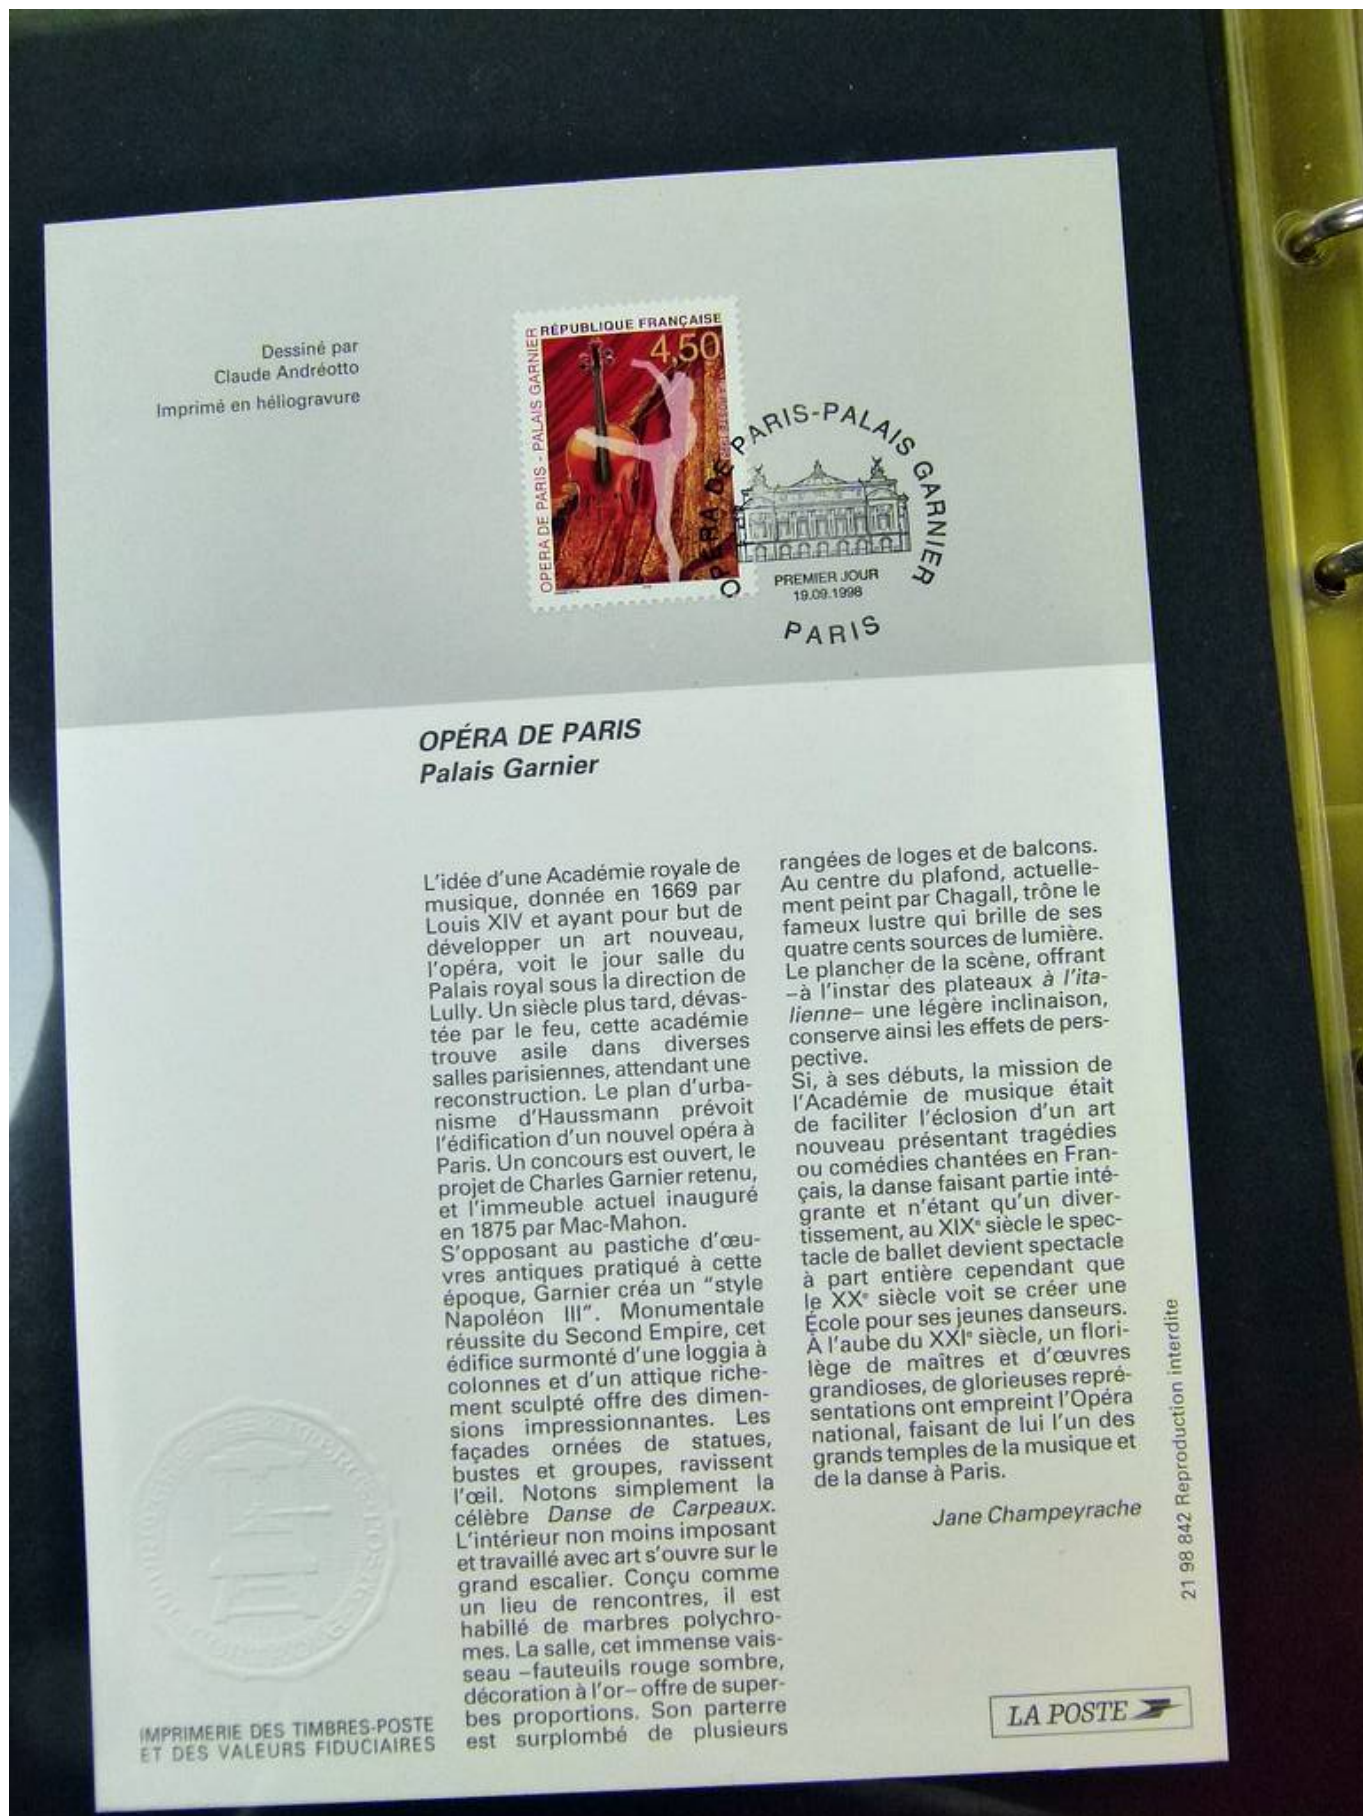 Dessiné par
Claude Andréotto
Imprimé en héliogravure
RÉPUBLIQUE FRANÇAISE
4,50
OPERA DE PARIS - PALAIS GARNIER
OPERA DE PARIS-PALAIS GARNIER
PREMIER JOUR
19.09.1998
PARIS
OPÉRA DE PARIS
Palais Garnier
L'idée d'une Académie royale de
musique, donnée en 1669 par
Louis XIV et ayant pour but de
développer un art nouveau,
l'opéra, voit le jour salle du
Palais royal sous la direction de
Lully. Un siècle plus tard, dévas-
tée par le feu, cette académie
trouve asile dans diverses
salles parisiennes, attendant une
reconstruction. Le plan d'urba-
nisme d'Haussmann prévoit
l'édification d'un nouvel opéra à
Paris. Un concours est ouvert, le
projet de Charles Garnier retenu,
et l'immeuble actuel inauguré
en 1875 par Mac-Mahon.
S'opposant au pastiche d'œu-
vres antiques pratiqué à cette
époque, Garnier créa un "style
Napoléon III". Monumentale
réussite du Second Empire, cet
édifice surmonté d'une loggia à
colonnes et d'un attique riche-
ment sculpté offre des dimen-
sions impressionnantes. Les
façades ornées de statues,
bustes et groupes, ravissent
l'œil. Notons simplement la
célèbre Danse de Carpeaux.
L'intérieur non moins imposant
et travaillé avec art s'ouvre sur le
grand escalier. Conçu comme
un lieu de rencontres, il est
habillé de marbres polychro-
mes. La salle, cet immense vais-
seau –fauteuils rouge sombre,
décoration à l'or– offre de super-
bes proportions. Son parterre
est surplombé de plusieurs
rangées de loges et de balcons.
Au centre du plafond, actuelle-
ment peint par Chagall, trône le
fameux lustre qui brille de ses
quatre cents sources de lumière.
Le plancher de la scène, offrant
–à l'instar des plateaux à l'ita-
lienne– une légère inclinaison,
conserve ainsi les effets de pers-
pective.
Si, à ses débuts, la mission de
l'Académie de musique était
de faciliter l'éclosion d'un art
nouveau présentant tragédies
ou comédies chantées en Fran-
çais, la danse faisant partie inté-
grante et n'étant qu'un diver-
tissement, au XIXe siècle le spec-
tacle de ballet devient spectacle
à part entière cependant que
le XXe siècle voit se créer une
École pour ses jeunes danseurs.
À l'aube du XXIe siècle, un flori-
lège de maîtres et d'œuvres
grandioses, de glorieuses repré-
sentations ont empreint l'Opéra
national, faisant de lui l'un des
grands temples de la musique et
de la danse à Paris.
Jane Champeyrache
21 98 842 Reproduction interdite
IMPRIMERIE DES TIMBRES-POSTE
ET DES VALEURS FIDUCIAIRES
LA POSTE